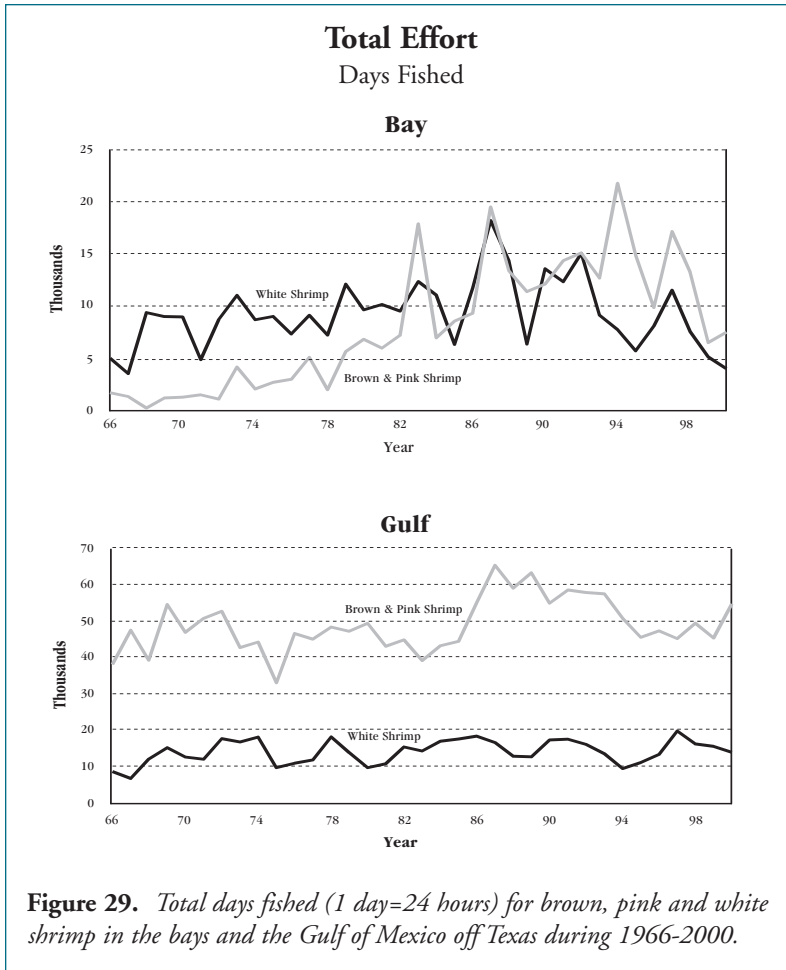 Total Effort
Days Fished
Bay
25
20
15
10
5
0
Thousands
White Shrimp
Brown & Pink Shrimp
66 70 74 78 82 86 90 94 98
Year
Gulf
70
60
50
40
30
20
10
0
Thousands
Brown & Pink Shrimp
White Shrimp
66 70 74 78 82 86 90 94 98
Year
Figure 29. Total days fished (1 day=24 hours) for brown, pink and white
shrimp in the bays and the Gulf of Mexico off Texas during 1966-2000.